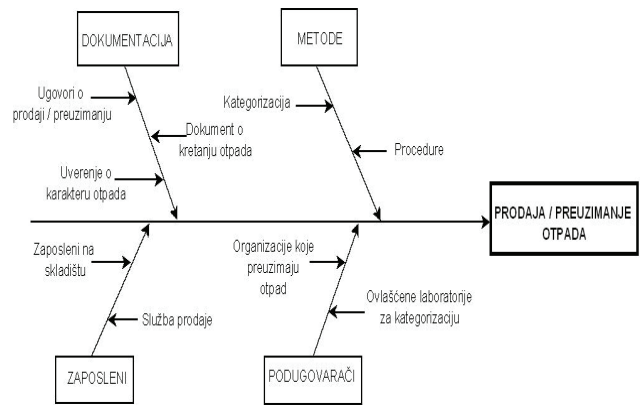 DOKUMENTACIJA
METODE
Ugovori o
prodaji / preuzimanju
Dokument o
kretanju otpada
Uverenje o
karakteru otpada
Kategorizacija
Procedure
PRODAJA / PREUZIMANJE
OTPADA
Zaposleni na
skladištu
Služba prodaje
Organizacije koje
preuzimaju
otpad
Ovlašćene laboratorije
za kategorizaciju
ZAPOSLENI
PODUGOVARAČI